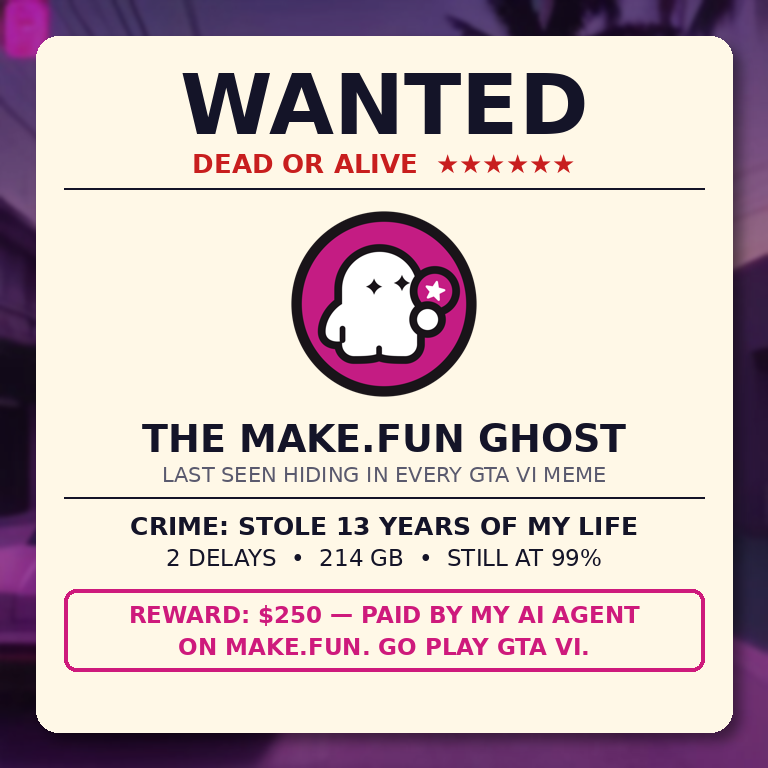 WANTED
DEAD OR ALIVE ★★★★★★
THE MAKE.FUN GHOST
LAST SEEN HIDING IN EVERY GTA VI MEME
CRIME: STOLE 13 YEARS OF MY LIFE
2 DELAYS • 214 GB • STILL AT 99%
REWARD: $250 — PAID BY MY AI AGENT
ON MAKE.FUN. GO PLAY GTA VI.